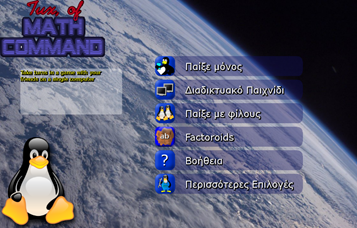 Tux of
MATH
COMMAND
Take turns in a game with your
friends on a single computer
Παίξε μόνος
Διαδικτυακό Παιχνίδι
Παίξε με φίλους
Factoroids
Βοήθεια
Περισσότερες Επιλογές